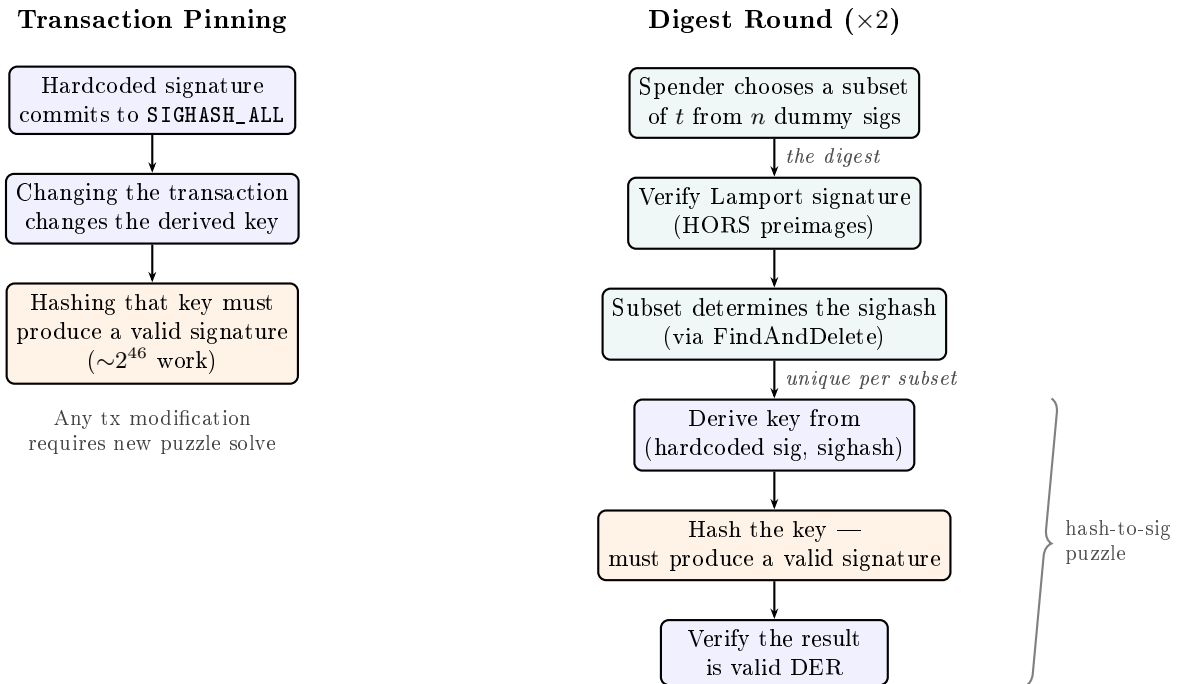 Transaction Pinning
Hardcoded signature
commits to SIGHASH_ALL
Changing the transaction
changes the derived key
Hashing that key must
produce a valid signature
(∼2⁴⁶ work)
Any tx modification
requires new puzzle solve
Digest Round (×2)
Spender chooses a subset
of t from n dummy sigs
the digest
Verify Lamport signature
(HORS preimages)
Subset determines the sighash
(via FindAndDelete)
unique per subset
Derive key from
(hardcoded sig, sighash)
Hash the key —
must produce a valid signature
Verify the result
is valid DER
hash-to-sig
puzzle